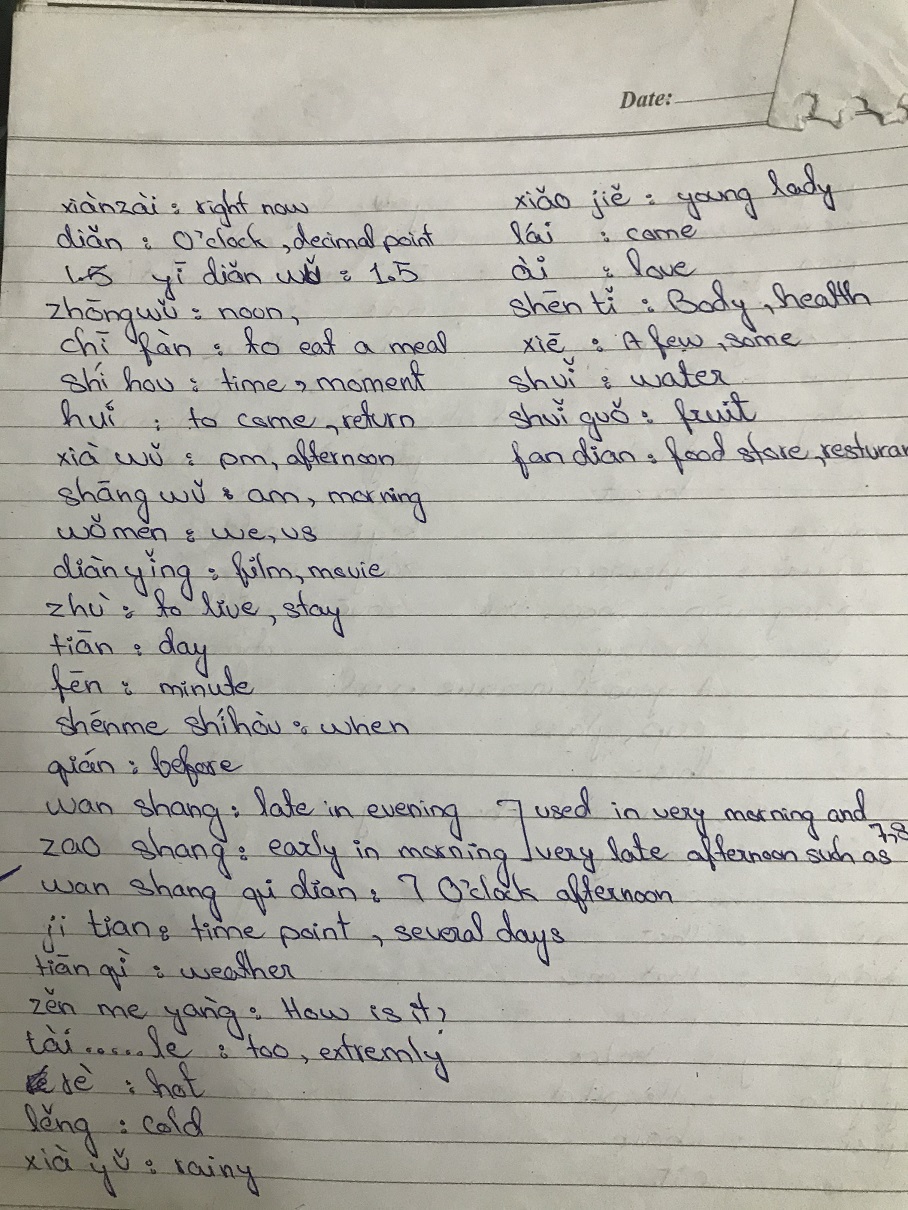 Date:
xiànzài : right now
diǎn : O'clock , decimal point
1.5 yī diǎn wǔ : 1.5
zhōngwǔ : noon,
chī fàn : to eat a meal
shí hou : time , moment
huí : to come , return
xià wǔ : pm, afternoon
shāng wǔ : am, morning
wǒmen : we, us
diàn yǐng : film, movie
zhù : to live, stay
tiān : day
fēn : minute
shénme shíhòu : when
qián : before
wan shang : late in evening ] used in very morning and
zao shang : early in morning ] very late afternoon such as 7,8
wan shang qi dian : 7 O'clock afternoon
ji tian : time point , several days
tiān qì : weather
zěn me yàng : How is it?
tài.....le : too, extremly
rè : hot
lěng : cold
xià yǔ : rainy
xiǎo jiě : young lady
lái : come
ài : love
shēn tǐ : Body , health
xiē : A few , some
shuǐ : water
shuǐ guǒ : fruit
fan dian : food store, resturan